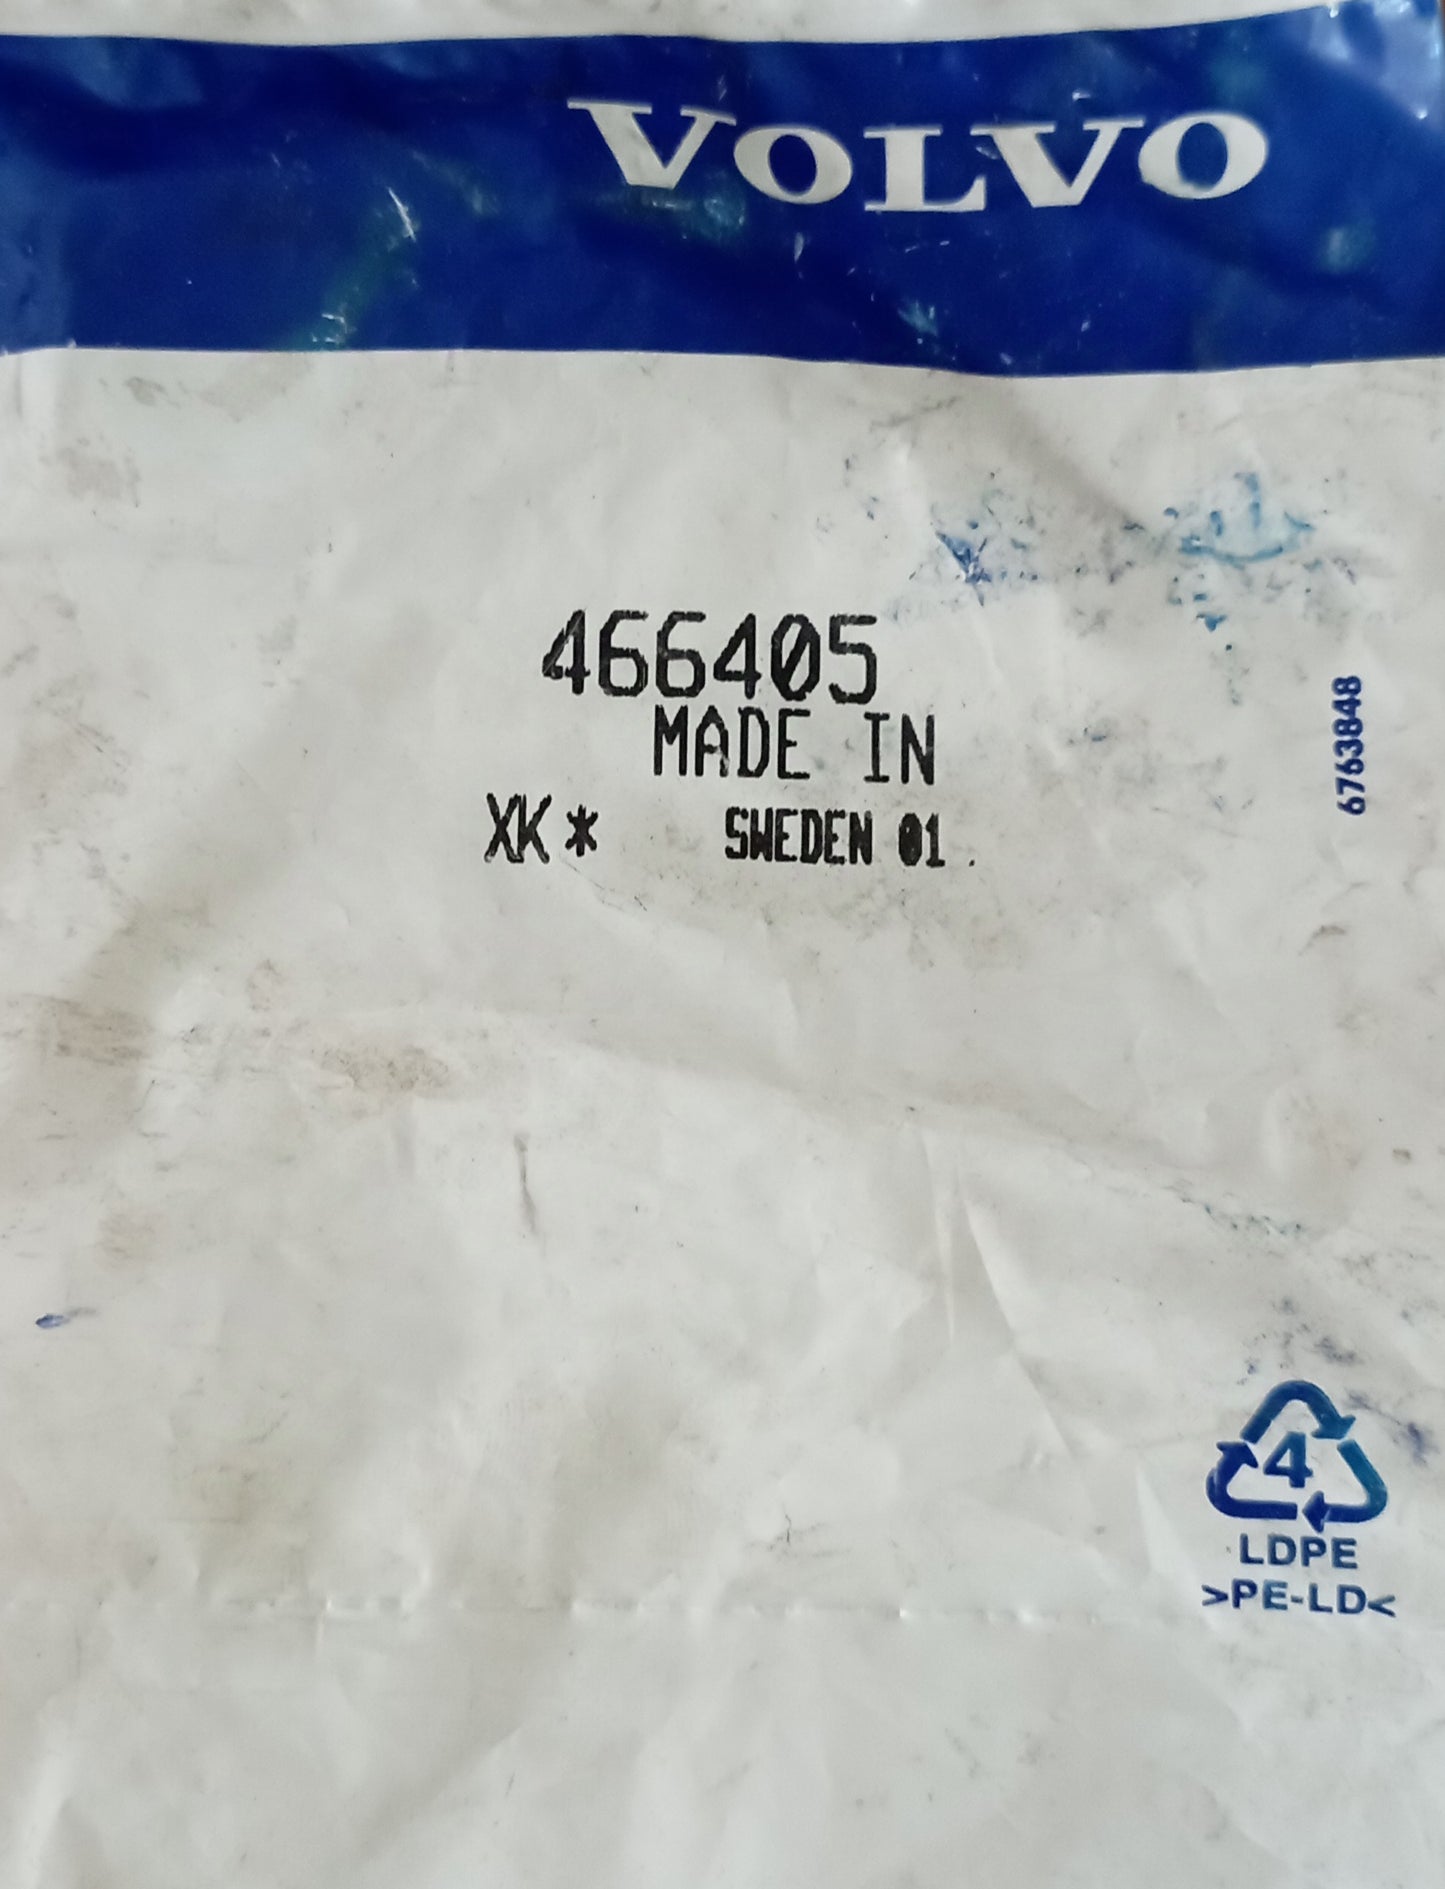 VOLVO
466405
MADE IN
XK* SWEDEN 01
6763848
4
LDPE
>PE-LD<